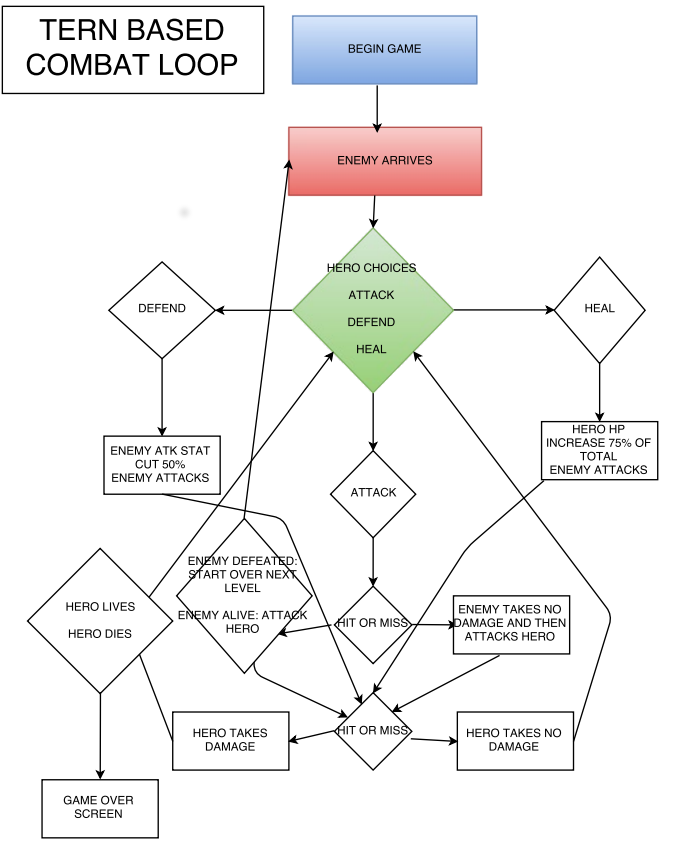 TERN BASED
COMBAT LOOP
BEGIN GAME
ENEMY ARRIVES
HERO CHOICES
ATTACK
DEFEND
HEAL
DEFEND
HEAL
ENEMY ATK STAT
CUT 50%
ENEMY ATTACKS
HERO HP
INCREASE 75% OF
TOTAL
ENEMY ATTACKS
ATTACK
ENEMY DEFEATED:
START OVER NEXT
LEVEL
ENEMY ALIVE: ATTACK
HERO
HIT OR MISS
ENEMY TAKES NO
DAMAGE AND THEN
ATTACKS HERO
HERO LIVES
HERO DIES
HERO TAKES
DAMAGE
HIT OR MISS
HERO TAKES NO
DAMAGE
GAME OVER
SCREEN